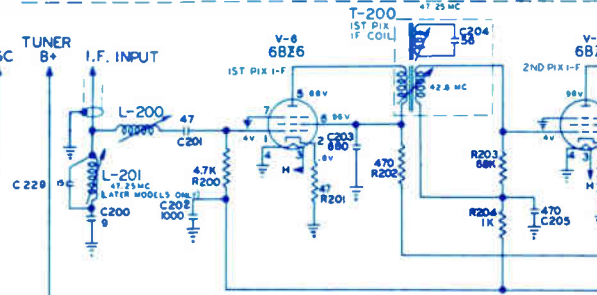 47.25 MC
T-200
1ST PIX
IF COIL
C204
56
TUNER
B+
I.F. INPUT
V-6
6BZ6
1ST PIX I-F
2ND PIX I-F
5 88V
42.8 MC
L-200
47
C201
7
4V
1
6 96V
2
.8V
4 3
H
C203
680
470
R202
4.7K
R200
47
R201
C202
1000
L-201
47.25MC
(LATER MODELS ONLY)
C229
15
C200
9
R203
68K
R204
1K
470
C205
4V
4 3
H